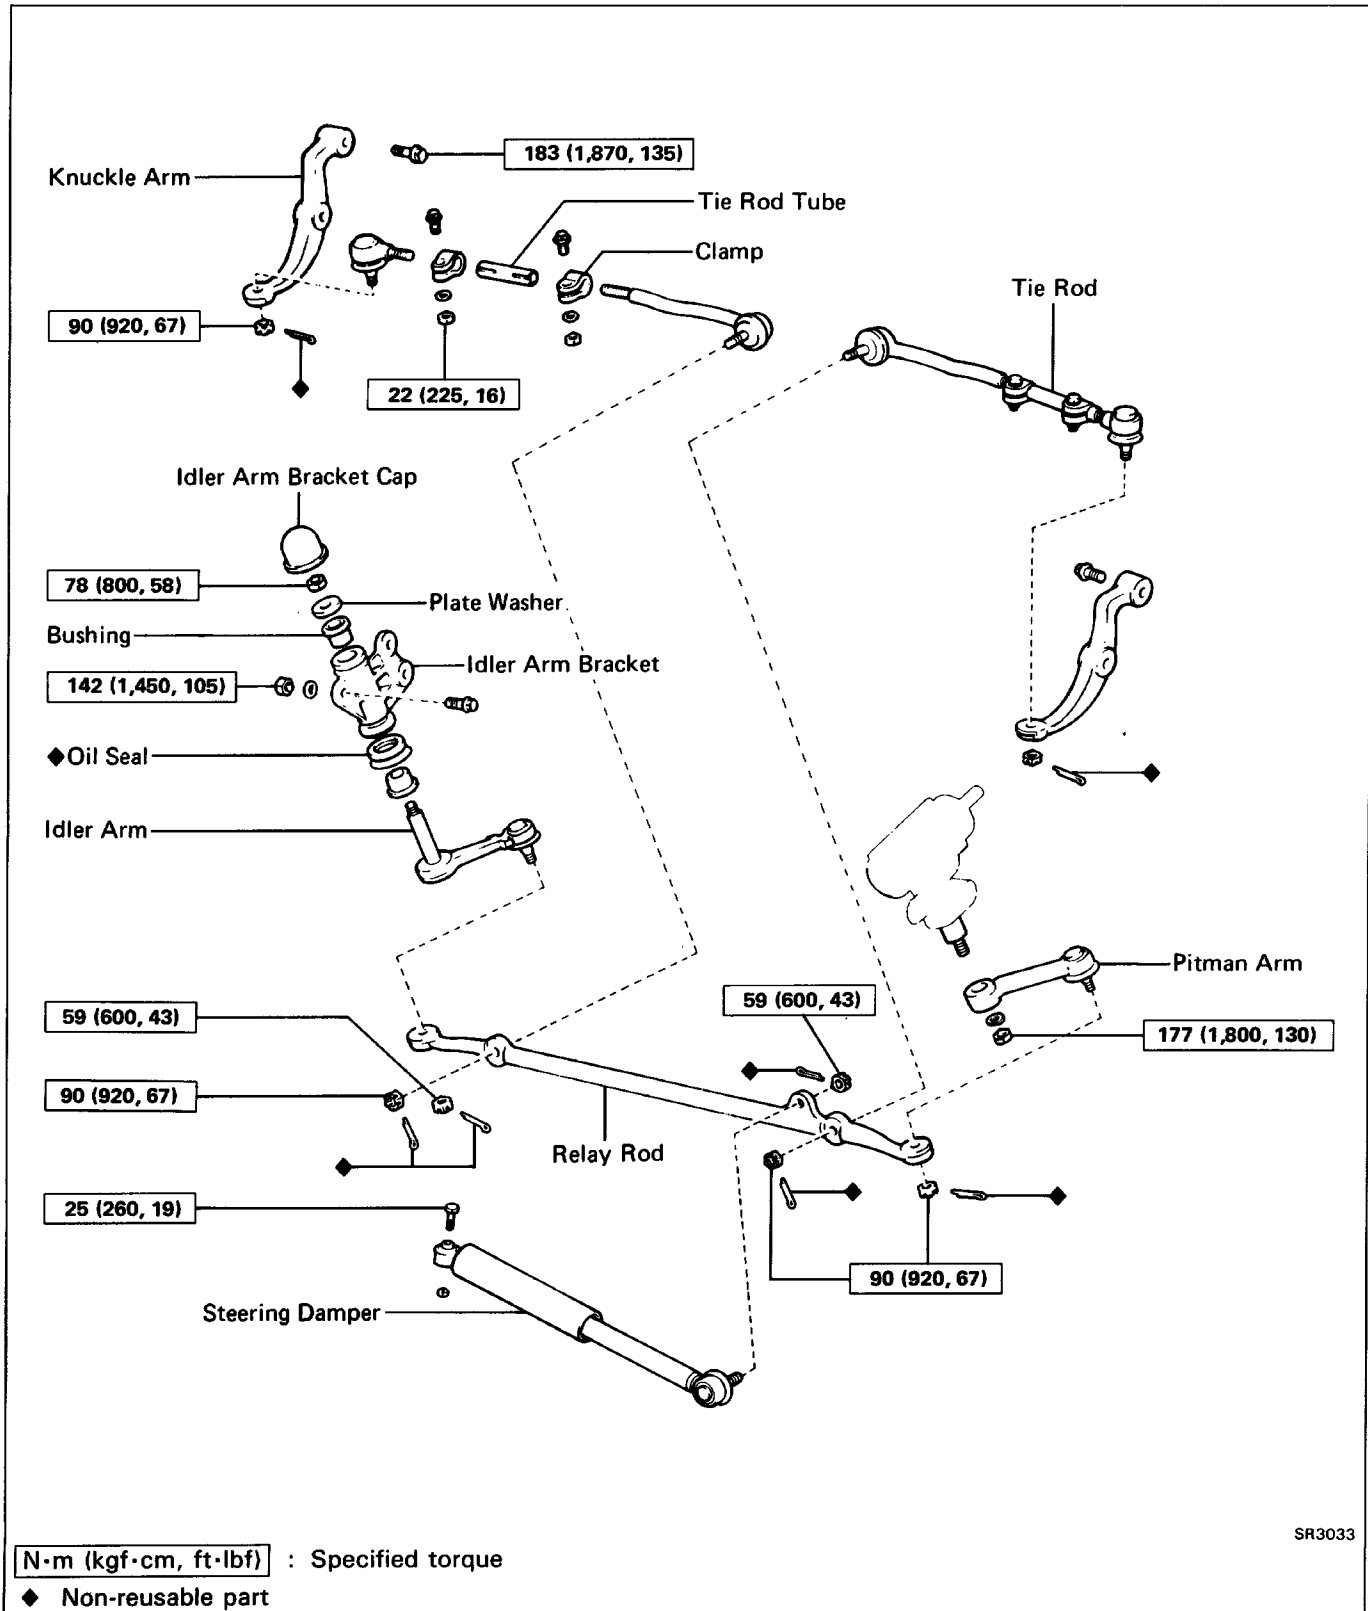 183 (1,870, 135)
Knuckle Arm
Tie Rod Tube
Clamp
Tie Rod
90 (920, 67)
◆
22 (225, 16)
Idler Arm Bracket Cap
78 (800, 58)
Plate Washer
Bushing
Idler Arm Bracket
142 (1,450, 105)
◆Oil Seal
◆
Idler Arm
Pitman Arm
59 (600, 43)
59 (600, 43)
177 (1,800, 130)
◆
90 (920, 67)
Relay Rod
◆
◆
◆
25 (260, 19)
90 (920, 67)
Steering Damper
SR3033
N·m (kgf·cm, ft·lbf) : Specified torque
◆ Non-reusable part